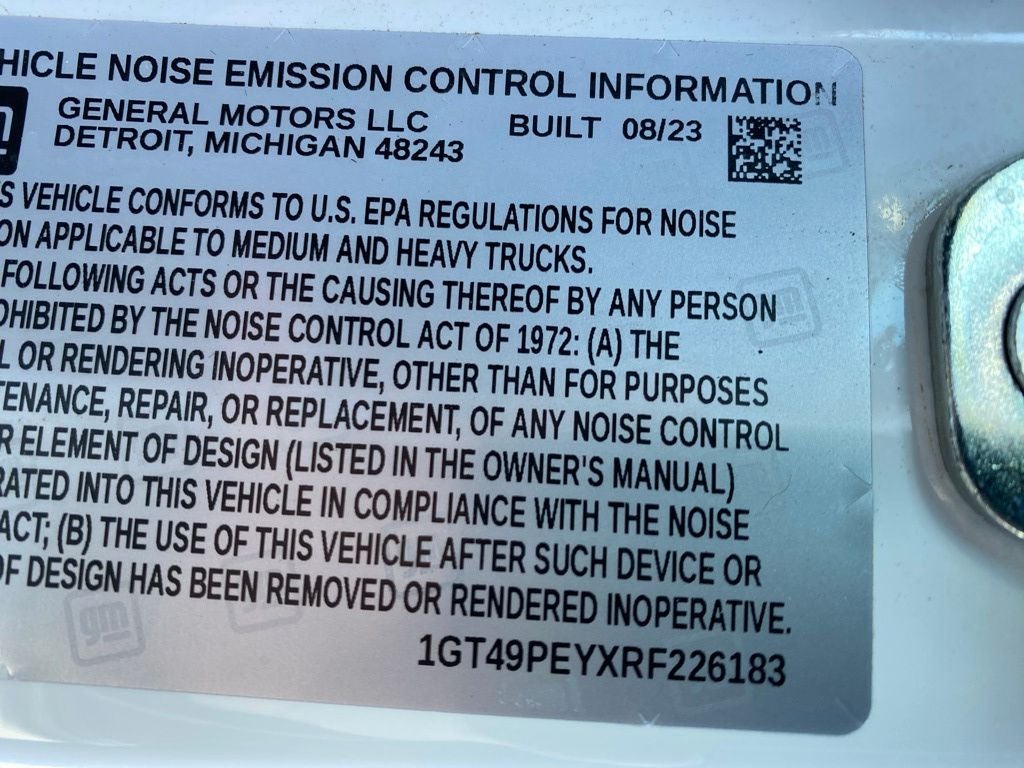 HICLE NOISE EMISSION CONTROL INFORMATION
GENERAL MOTORS LLC BUILT 08/23
DETROIT, MICHIGAN 48243
S VEHICLE CONFORMS TO U.S. EPA REGULATIONS FOR NOISE
ON APPLICABLE TO MEDIUM AND HEAVY TRUCKS.
FOLLOWING ACTS OR THE CAUSING THEREOF BY ANY PERSON
OHIBITED BY THE NOISE CONTROL ACT OF 1972: (A) THE
L OR RENDERING INOPERATIVE, OTHER THAN FOR PURPOSES
TENANCE, REPAIR, OR REPLACEMENT, OF ANY NOISE CONTROL
R ELEMENT OF DESIGN (LISTED IN THE OWNER'S MANUAL)
RATED INTO THIS VEHICLE IN COMPLIANCE WITH THE NOISE
ACT; (B) THE USE OF THIS VEHICLE AFTER SUCH DEVICE OR
OF DESIGN HAS BEEN REMOVED OR RENDERED INOPERATIVE.
1GT49PEYXRF226183
gm
gm